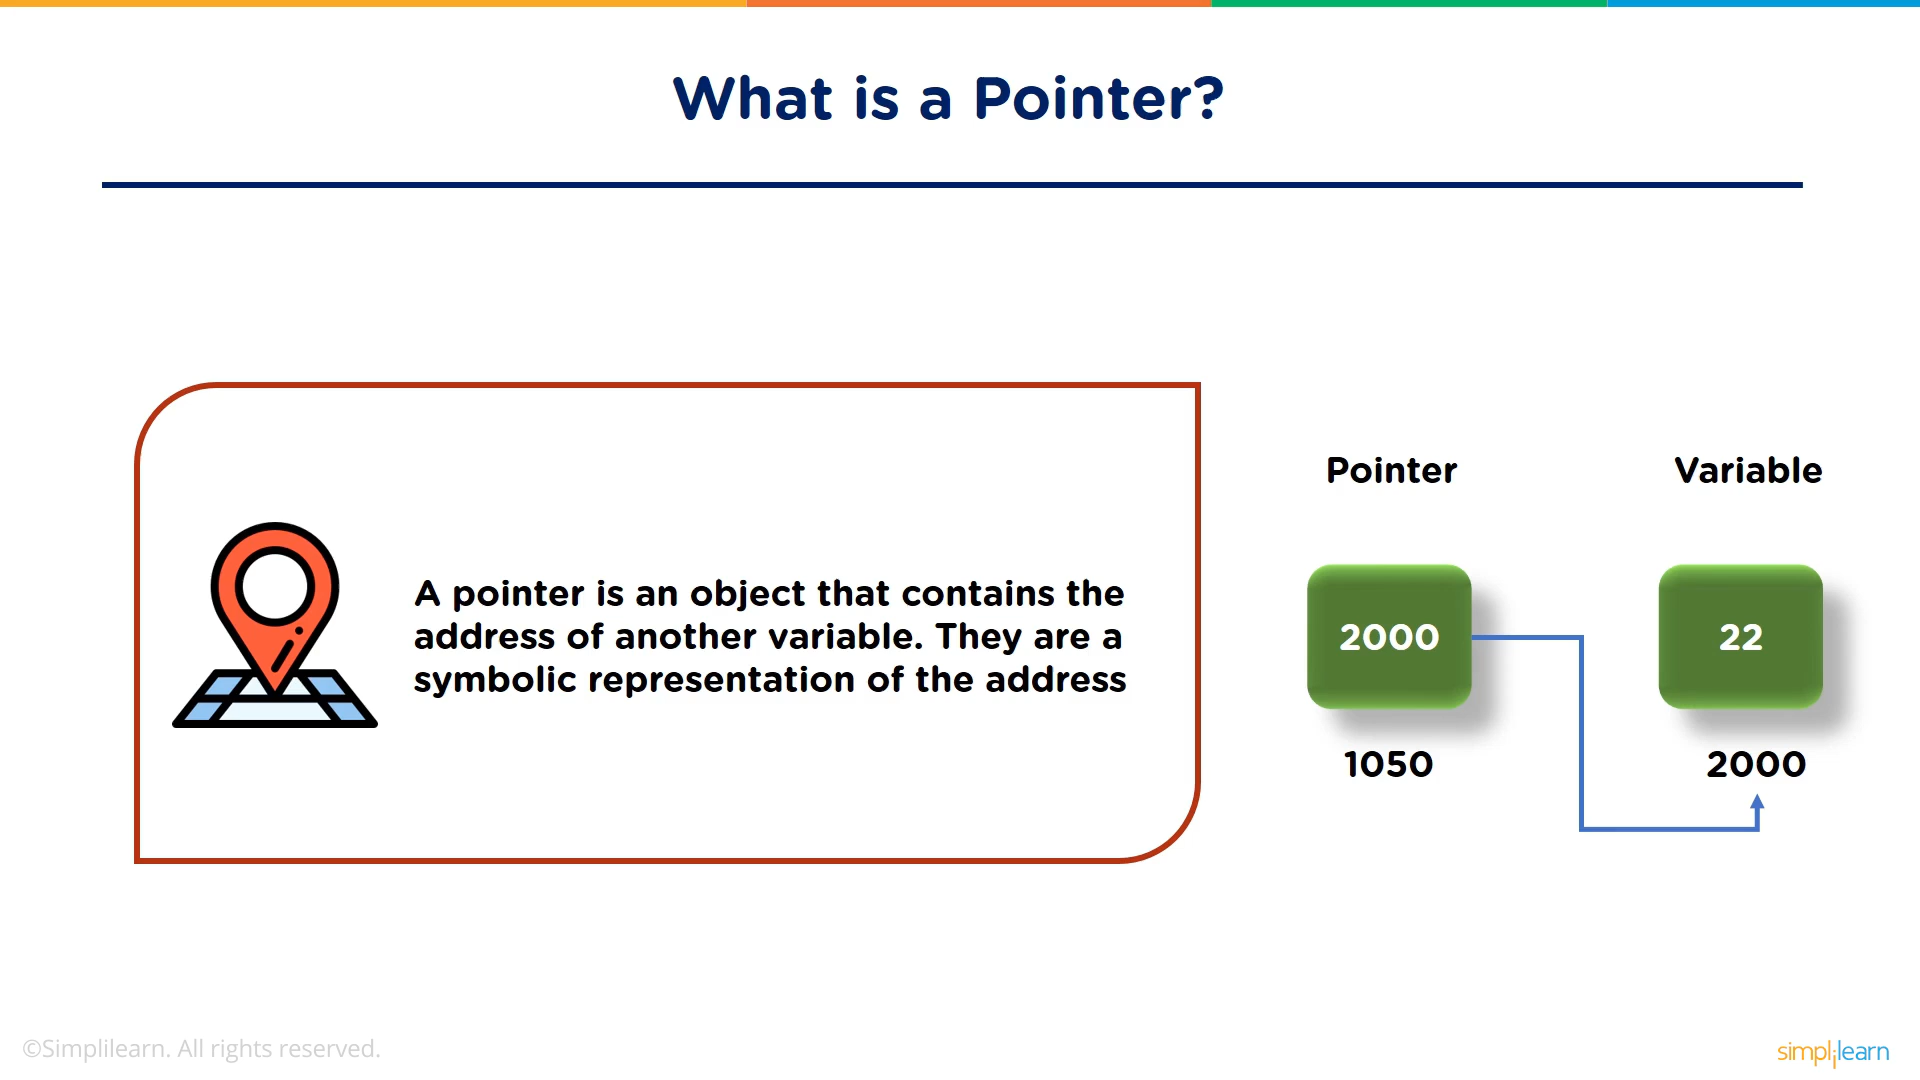 What is a Pointer?
A pointer is an object that contains the
address of another variable. They are a
symbolic representation of the address
Pointer
Variable
2000
22
1050
2000
©Simplilearn. All rights reserved.
simplilearn